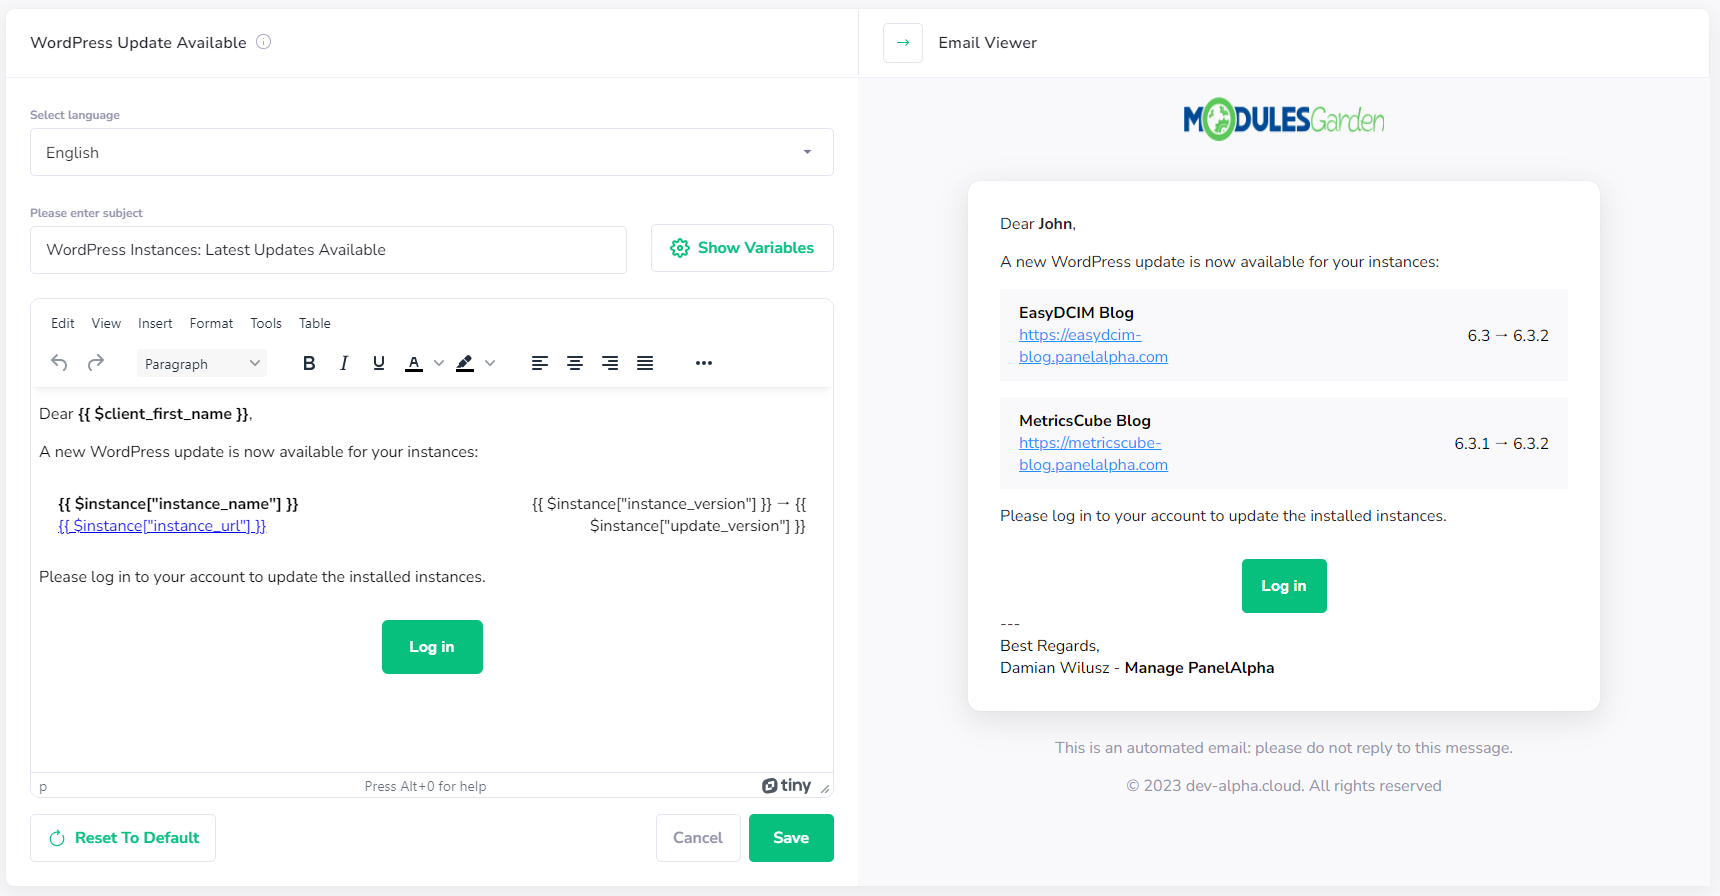 WordPress Update Available
Select language
English
Please enter subject
WordPress Instances: Latest Updates Available
Show Variables
Edit View Insert Format Tools Table
Paragraph B I U A
Dear {{ $client_first_name }},
A new WordPress update is now available for your instances:
{{ $instance["instance_name"] }} {{ $instance["instance_version"] }} → {{
{{ $instance["instance_url"] }} $instance["update_version"] }}
Please log in to your account to update the installed instances.
Log in
p Press Alt+0 for help tiny
Reset To Default Cancel Save
→ Email Viewer
MODULESGarden
Dear John,
A new WordPress update is now available for your instances:
EasyDCIM Blog
https://easydcim-
blog.panelalpha.com
6.3 → 6.3.2
MetricsCube Blog
https://metricscube-
blog.panelalpha.com
6.3.1 → 6.3.2
Please log in to your account to update the installed instances.
Log in
---
Best Regards,
Damian Wilusz - Manage PanelAlpha
This is an automated email: please do not reply to this message.
© 2023 dev-alpha.cloud. All rights reserved